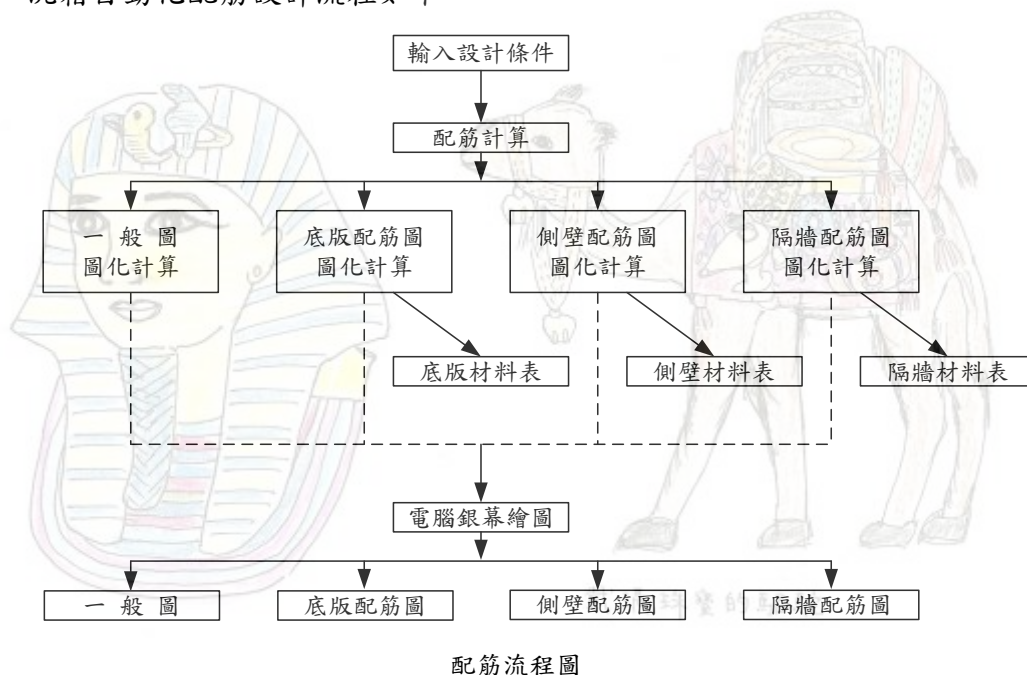 沉箱自動化配筋設計流程如下
輸入設計條件
配筋計算
一 般 圖
圖化計算
底版配筋圖
圖化計算
側壁配筋圖
圖化計算
隔牆配筋圖
圖化計算
底版材料表
側壁材料表
隔牆材料表
電腦銀幕繪圖
一 般 圖
底版配筋圖
側壁配筋圖
隔牆配筋圖
配筋流程圖